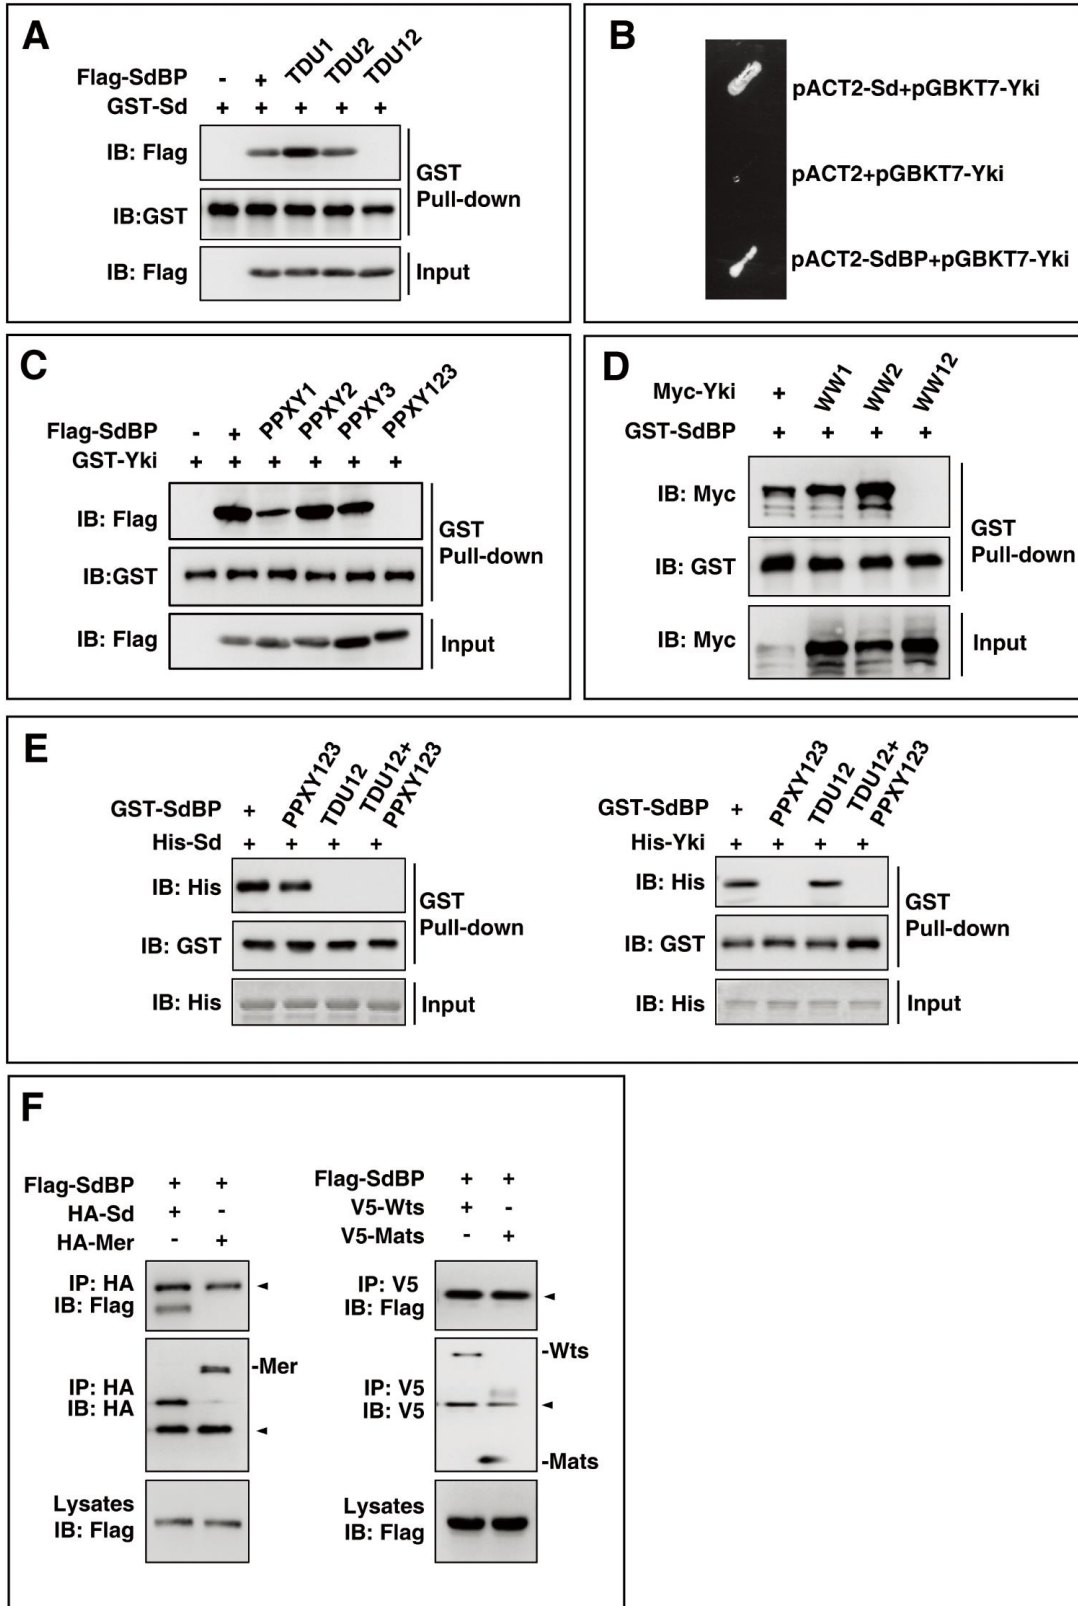 A
Flag-SdBP - + TDU1 TDU2 TDU12
GST-Sd + + + + +
IB: Flag
IB:GST
GST
Pull-down
IB: Flag
Input
B
pACT2-Sd+pGBKT7-Yki
pACT2+pGBKT7-Yki
pACT2-SdBP+pGBKT7-Yki
C
Flag-SdBP - + PPXY1 PPXY2 PPXY3 PPXY123
GST-Yki + + + + + +
IB: Flag
IB:GST
GST
Pull-down
IB: Flag
Input
D
Myc-Yki + WW1 WW2 WW12
GST-SdBP + + + +
IB: Myc
IB: GST
GST
Pull-down
IB: Myc
Input
E
GST-SdBP + PPXY123 TDU12 TDU12+
PPXY123
His-Sd + + + +
IB: His
IB: GST
GST
Pull-down
IB: His
Input
GST-SdBP + PPXY123 TDU12 TDU12+
PPXY123
His-Yki + + + +
IB: His
IB: GST
GST
Pull-down
IB: His
Input
F
Flag-SdBP + +
HA-Sd + -
HA-Mer - +
IP: HA
IB: Flag
-Mer
IP: HA
IB: HA
Lysates
IB: Flag
Flag-SdBP + +
V5-Wts + -
V5-Mats - +
IP: V5
IB: Flag
-Wts
IP: V5
IB: V5
-Mats
Lysates
IB: Flag